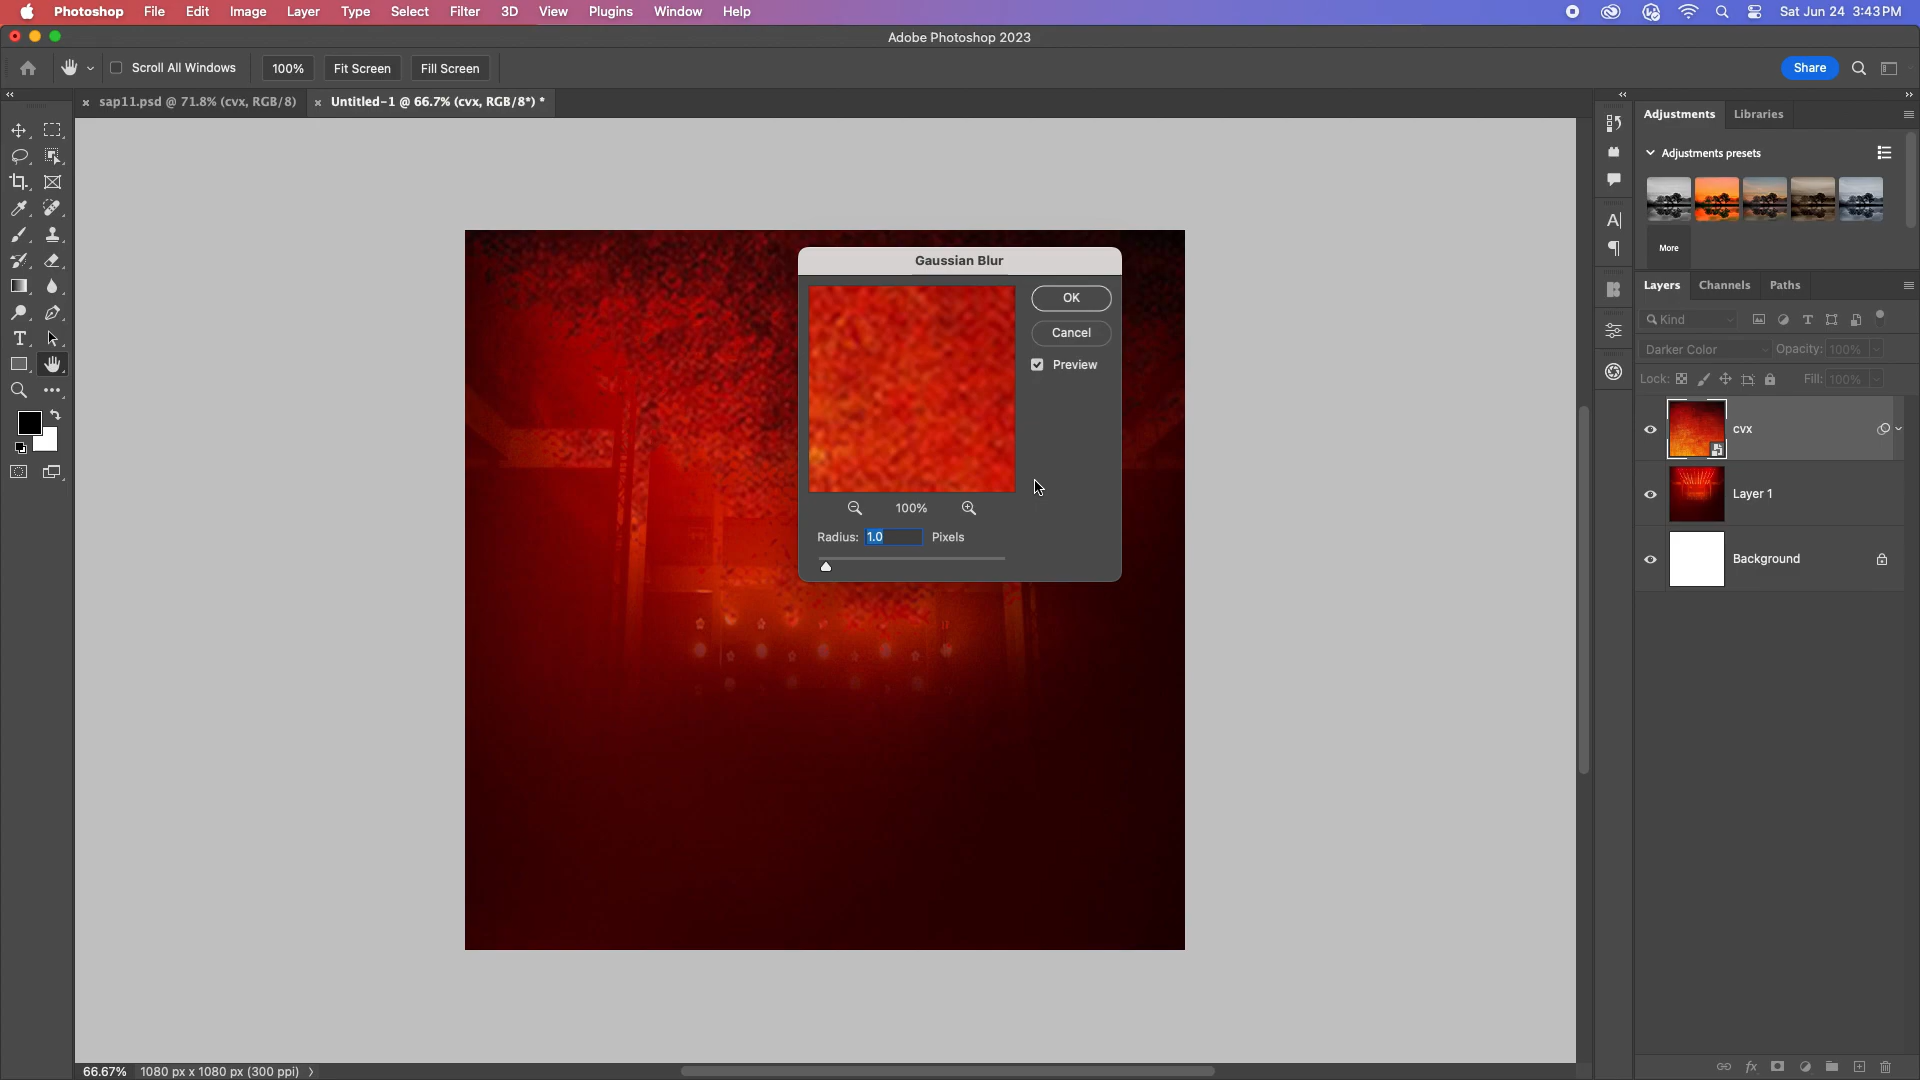 Photoshop File Edit Image Layer Type Select Filter 3D View Plugins Window Help Sat Jun 24 3:43 PM
Adobe Photoshop 2023
Scroll All Windows 100% Fit Screen Fill Screen Share
sap11.psd @ 71.8% (cvx, RGB/8) Untitled-1 @ 66.7% (cvx, RGB/8*) *
Adjustments Libraries
Adjustments presets
More
Gaussian Blur
OK
Cancel
Preview
100%
Radius: 1.0 Pixels
Layers Channels Paths
Kind
Darker Color Opacity: 100%
Lock: Fill: 100%
cvx
Layer 1
Background
66.67% 1080 px x 1080 px (300 ppi)